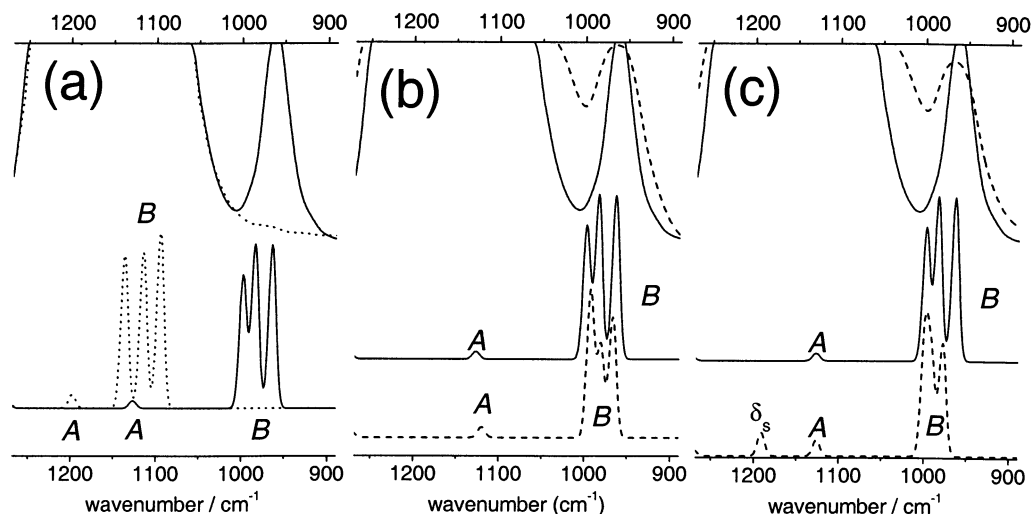 1200 1100 1000 900 1200 1100 1000 900 1200 1100 1000 900
(a) (b) (c)
B
B B
A A
A A B A B δs A B
1200 1100 1000 900 1200 1100 1000 900 1200 1100 1000 900
wavenumber / cm⁻¹ wavenumber (cm⁻¹) wavenumber / cm⁻¹